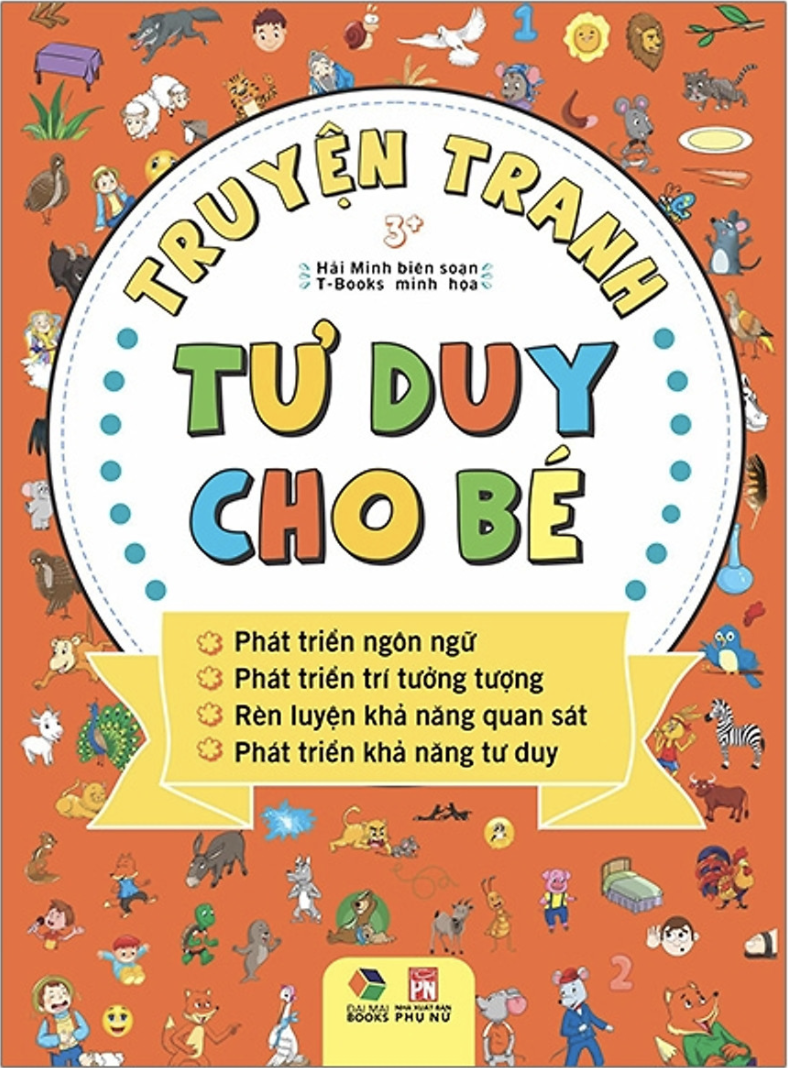 1
TRUYỆN TRANH
3+
Hải Minh biên soạn
T-Books minh họa
TƯ DUY
CHO BÉ
Phát triển ngôn ngữ
Phát triển trí tưởng tượng
Rèn luyện khả năng quan sát
Phát triển khả năng tư duy
2
ĐẠI MAI
BOOKS
PN
NHÀ XUẤT BẢN
PHỤ NỮ